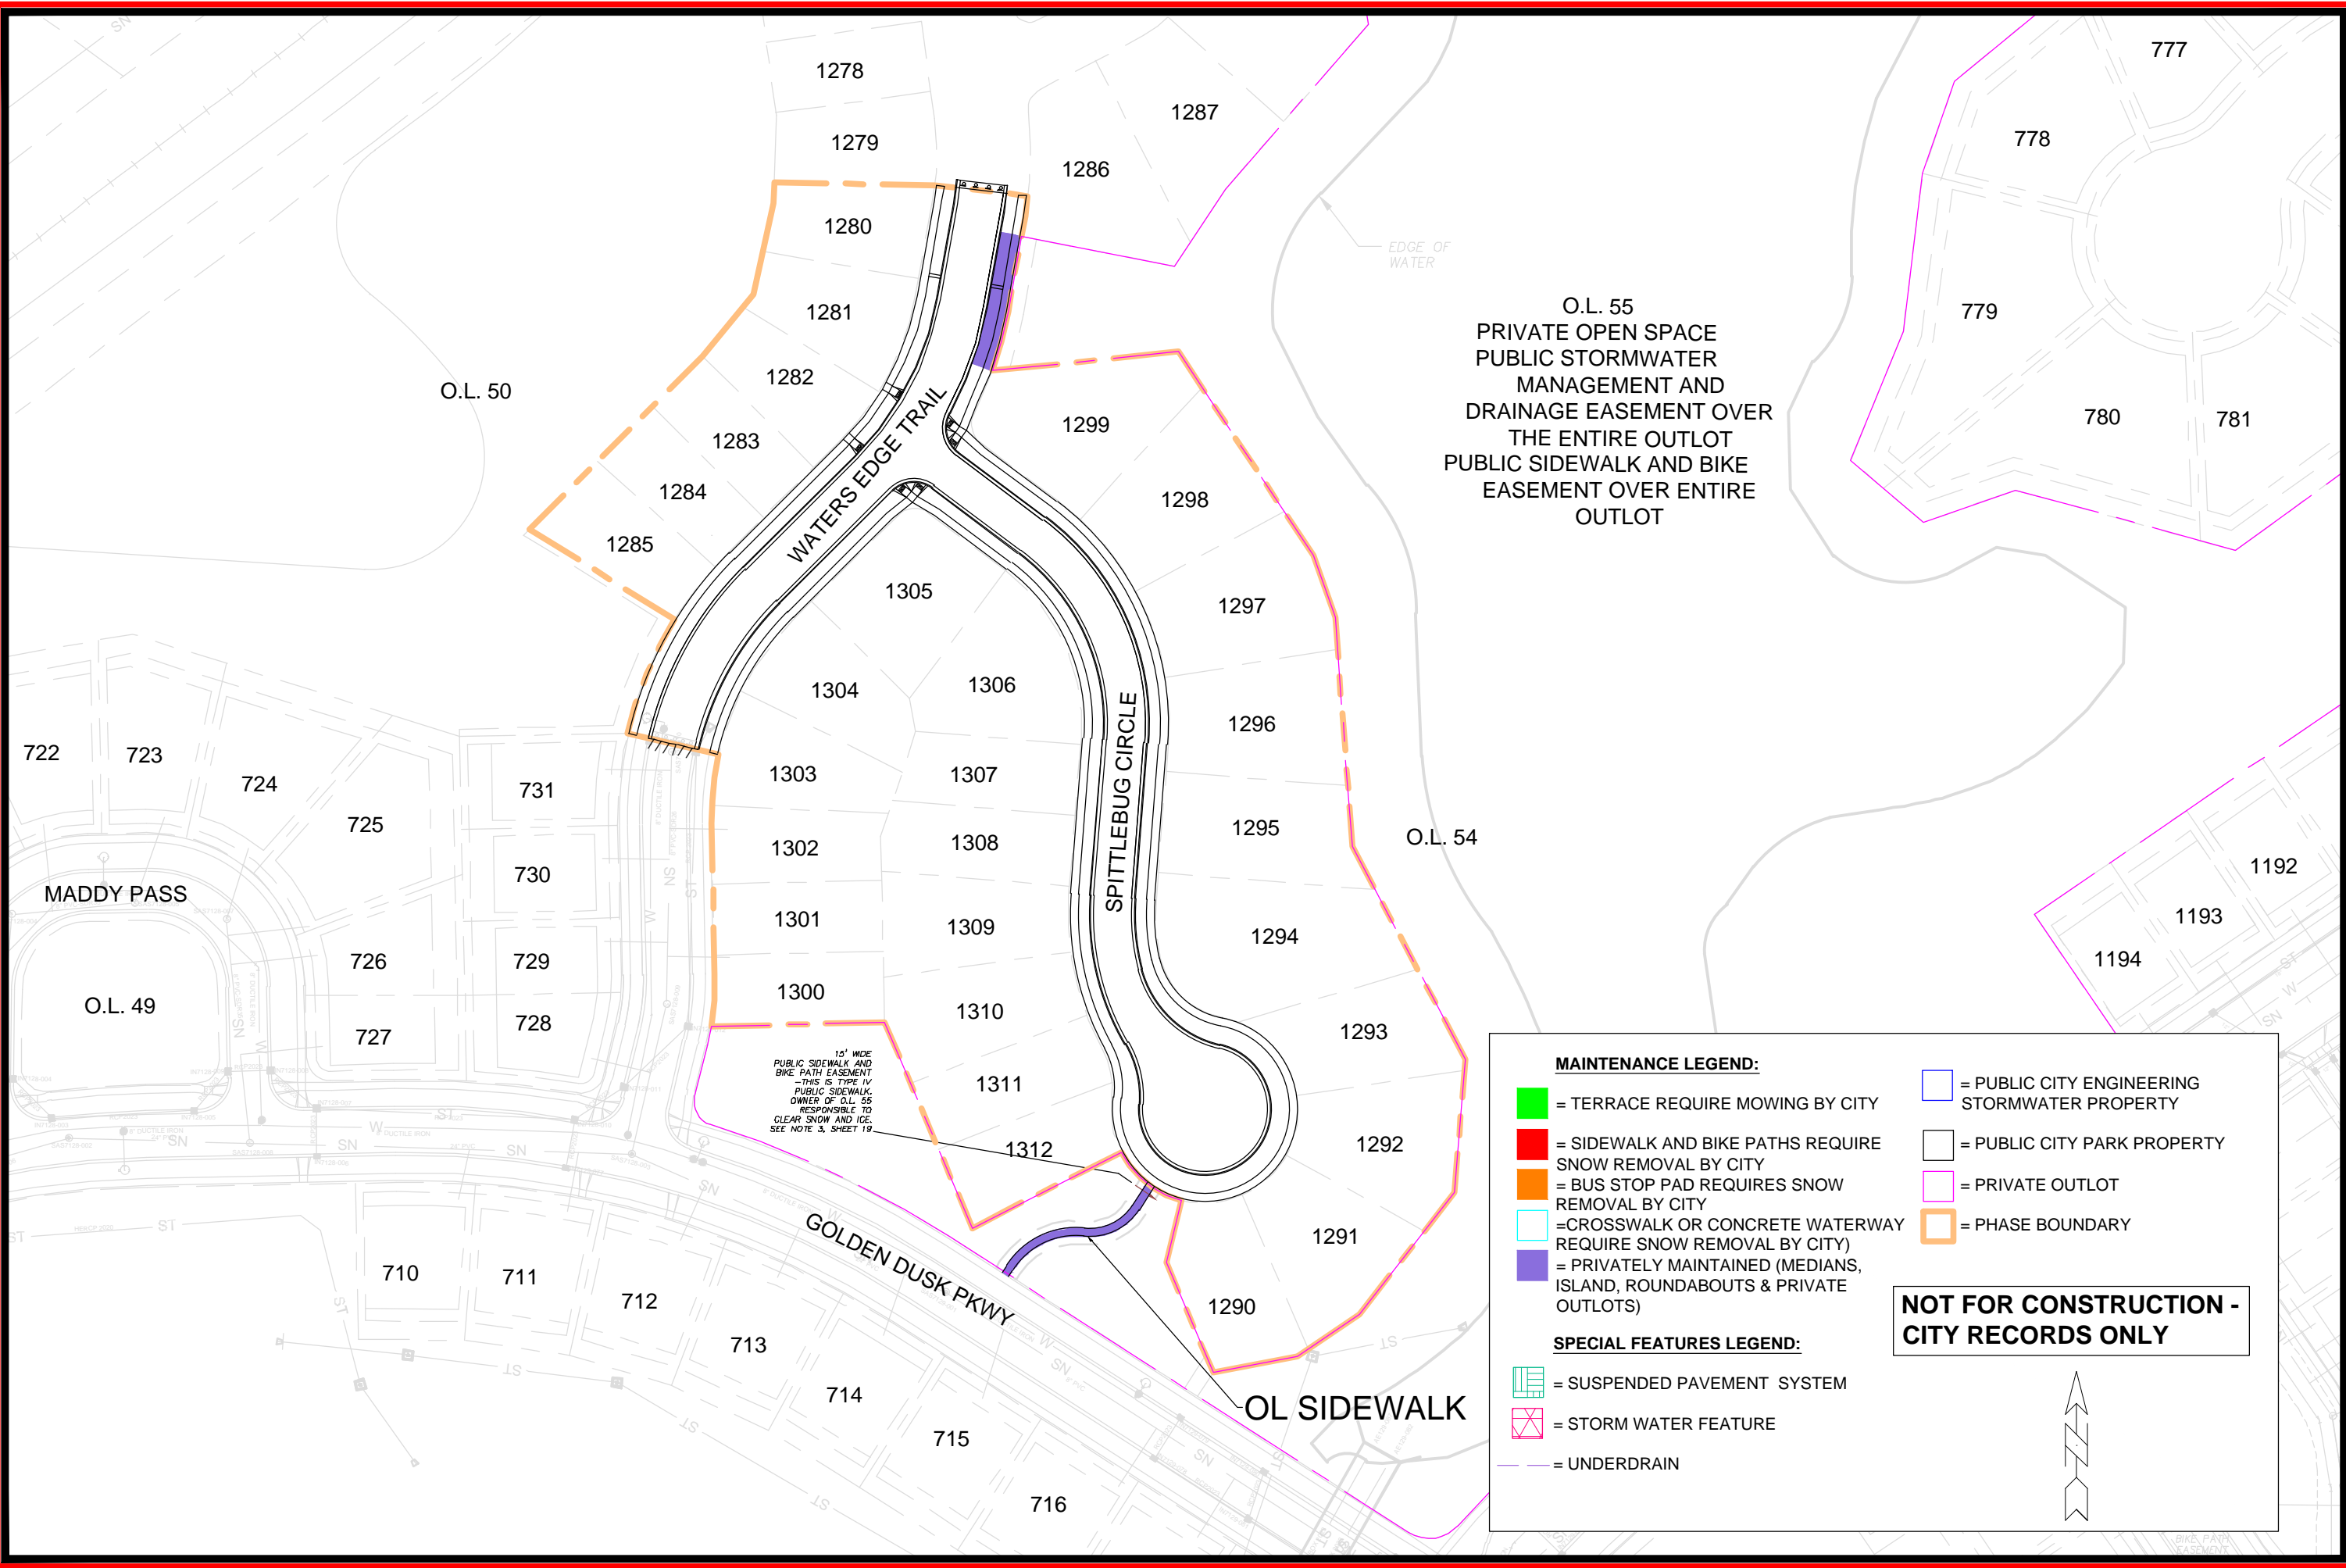 1278
1279
1287
1286
1280
1281
1282
1283
1284
1285
O.L. 50
WATERS EDGE TRAIL
EDGE OF
WATER
O.L. 55
PRIVATE OPEN SPACE
PUBLIC STORMWATER
MANAGEMENT AND
DRAINAGE EASEMENT OVER
THE ENTIRE OUTLOT
PUBLIC SIDEWALK AND BIKE
EASEMENT OVER ENTIRE
OUTLOT
777
778
779
780
781
1299
1298
1297
1296
1295
1294
1293
1292
1291
1290
1305
1304
1306
1303
1307
1302
1308
1301
1309
1300
1310
1311
1312
SPITTLEBUG CIRCLE
O.L. 54
722
723
724
725
731
730
729
728
726
727
MADDY PASS
O.L. 49
1192
1193
1194
15' WIDE
PUBLIC SIDEWALK AND
BIKE PATH EASEMENT
-THIS IS TYPE IV
PUBLIC SIDEWALK.
OWNER OF O.L. 55
RESPONSIBLE TO
CLEAR SNOW AND ICE.
SEE NOTE 3, SHEET 19
GOLDEN DUSK PKWY
710
711
712
713
714
715
716
OL SIDEWALK
MAINTENANCE LEGEND:
= TERRACE REQUIRE MOWING BY CITY
= SIDEWALK AND BIKE PATHS REQUIRE
SNOW REMOVAL BY CITY
= BUS STOP PAD REQUIRES SNOW
REMOVAL BY CITY
=CROSSWALK OR CONCRETE WATERWAY
REQUIRE SNOW REMOVAL BY CITY)
= PRIVATELY MAINTAINED (MEDIANS,
ISLAND, ROUNDABOUTS & PRIVATE
OUTLOTS)
= PUBLIC CITY ENGINEERING
STORMWATER PROPERTY
= PUBLIC CITY PARK PROPERTY
= PRIVATE OUTLOT
= PHASE BOUNDARY
SPECIAL FEATURES LEGEND:
= SUSPENDED PAVEMENT SYSTEM
= STORM WATER FEATURE
= UNDERDRAIN
NOT FOR CONSTRUCTION -
CITY RECORDS ONLY
N
BIKE PATH
EASEMENT